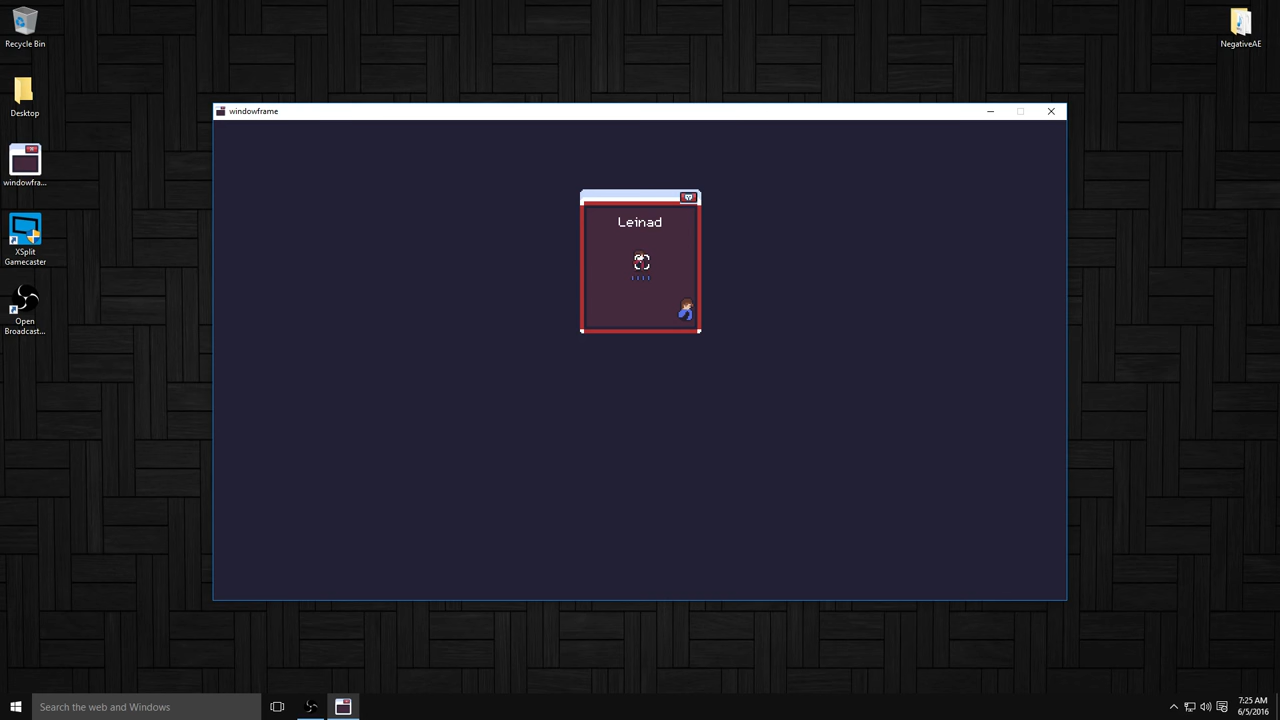 Recycle Bin
NegativeAE
Desktop
windowframe
windowfra...
Leinad
XSplit
Gamecaster
Open
Broadcast...
Search the web and Windows
7:25 AM
6/5/2016